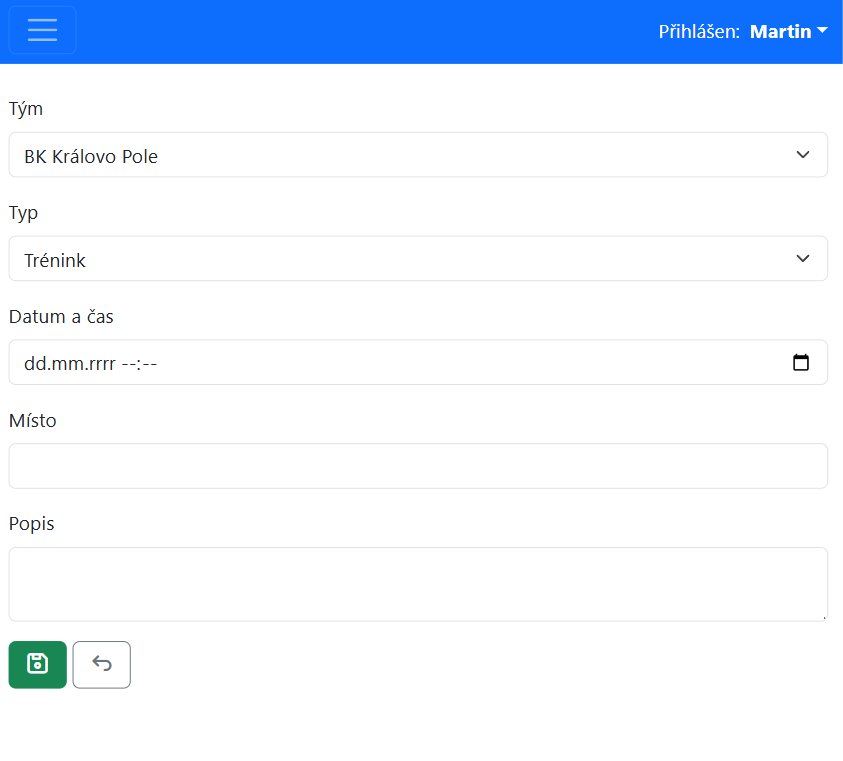 Přihlášen: Martin
Tým
BK Královo Pole
Typ
Trénink
Datum a čas
dd.mm.rrrr --:--
Místo
Popis